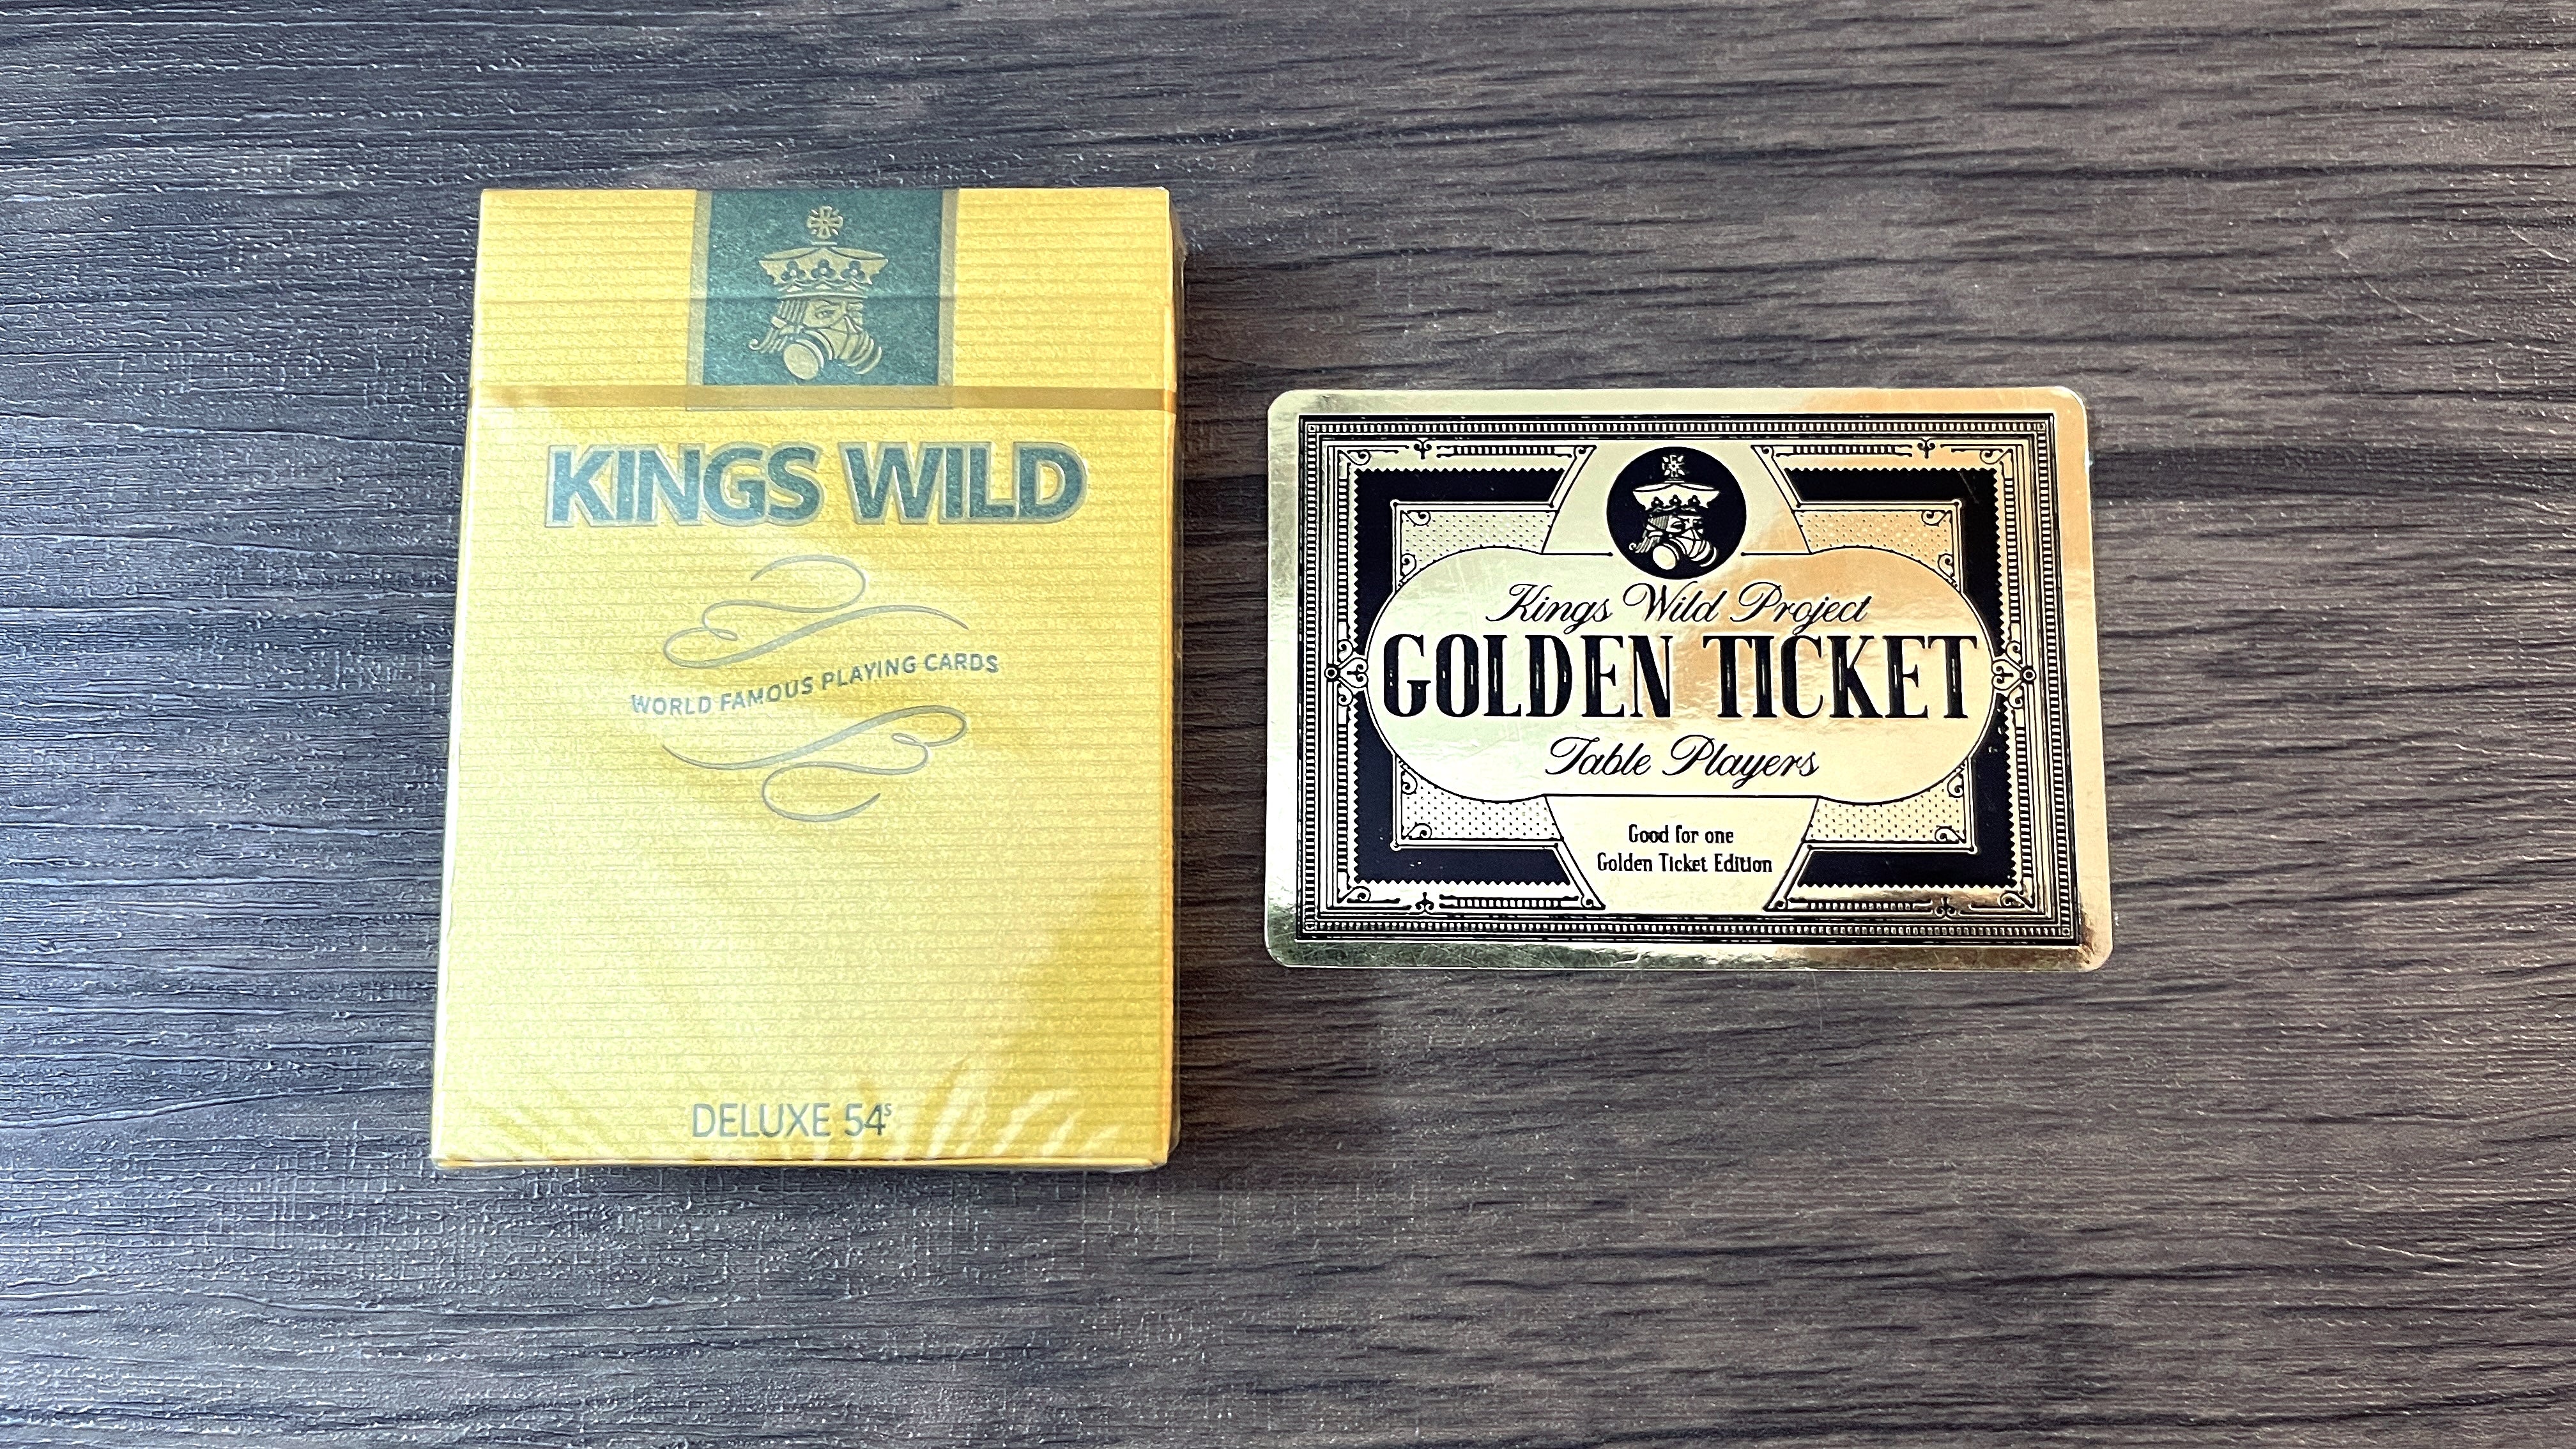 KINGS WILD
WORLD FAMOUS PLAYING CARDS
DELUXE 54s
Kings Wild Project
GOLDEN TICKET
Table Players
Good for one
Golden Ticket Edition